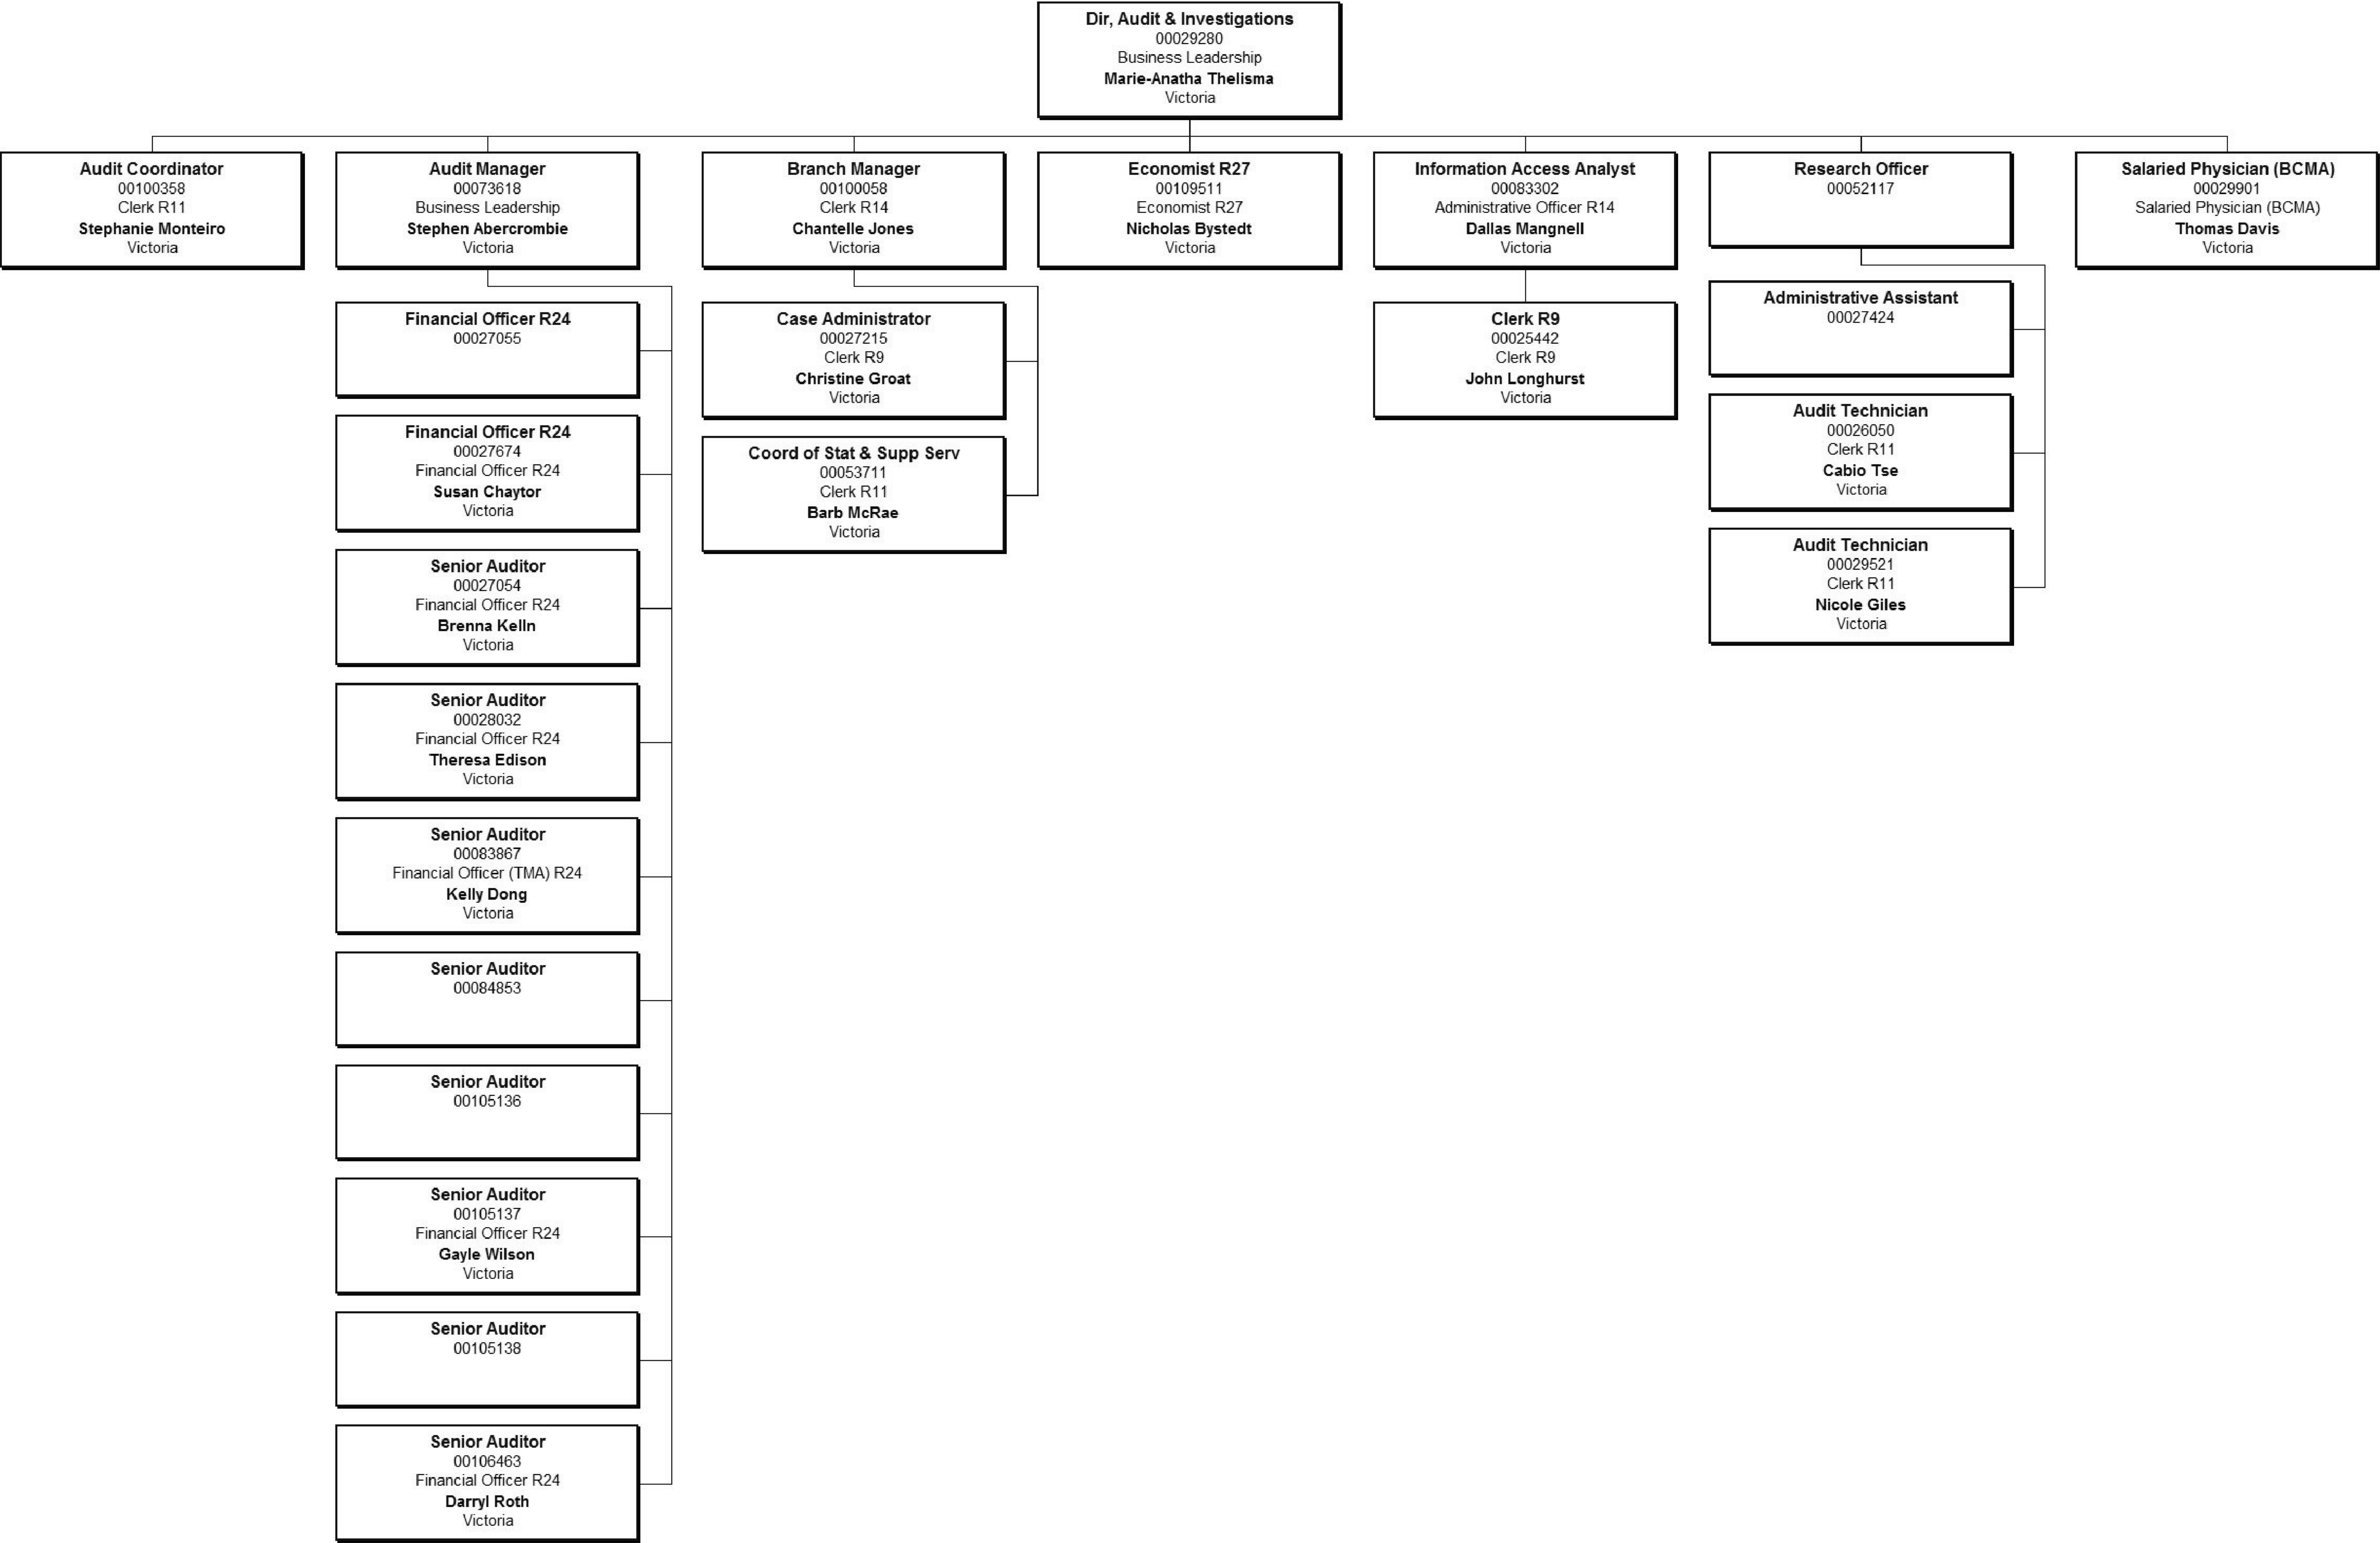 Dir, Audit & Investigations
00029280
Business Leadership
Marie-Anatha Thelisma
Victoria
Audit Coordinator
00100358
Clerk R11
Stephanie Monteiro
Victoria
Audit Manager
00073618
Business Leadership
Stephen Abercrombie
Victoria
Branch Manager
00100058
Clerk R14
Chantelle Jones
Victoria
Economist R27
00109511
Economist R27
Nicholas Bystedt
Victoria
Information Access Analyst
00083302
Administrative Officer R14
Dallas Mangnell
Victoria
Research Officer
00052117
Salaried Physician (BCMA)
00029901
Salaried Physician (BCMA)
Thomas Davis
Victoria
Financial Officer R24
00027055
Financial Officer R24
00027674
Financial Officer R24
Susan Chaytor
Victoria
Senior Auditor
00027054
Financial Officer R24
Brenna Kelln
Victoria
Senior Auditor
00028032
Financial Officer R24
Theresa Edison
Victoria
Senior Auditor
00083867
Financial Officer (TMA) R24
Kelly Dong
Victoria
Senior Auditor
00084853
Senior Auditor
00105136
Senior Auditor
00105137
Financial Officer R24
Gayle Wilson
Victoria
Senior Auditor
00105138
Senior Auditor
00106463
Financial Officer R24
Darryl Roth
Victoria
Case Administrator
00027215
Clerk R9
Christine Groat
Victoria
Coord of Stat & Supp Serv
00053711
Clerk R11
Barb McRae
Victoria
Clerk R9
00025442
Clerk R9
John Longhurst
Victoria
Administrative Assistant
00027424
Audit Technician
00026050
Clerk R11
Cabio Tse
Victoria
Audit Technician
00029521
Clerk R11
Nicole Giles
Victoria